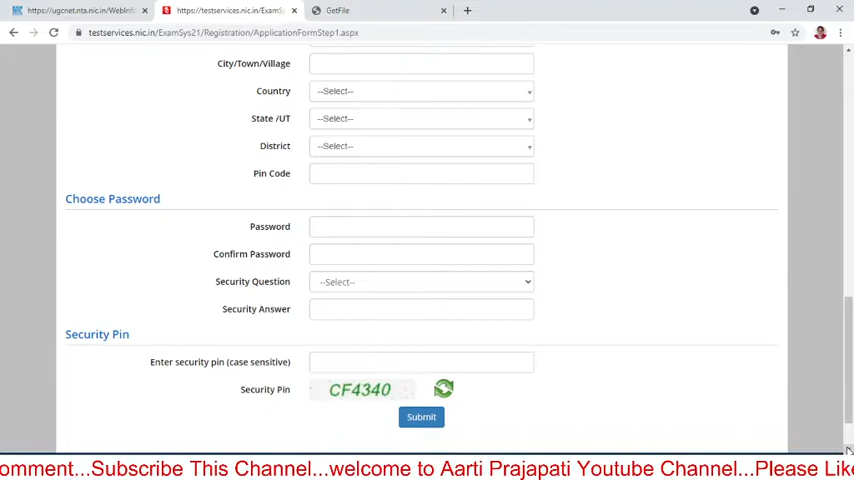 https://ugcnet.nta.nic.in/WebInfo
https://testservices.nic.in/ExamSy
GetFile
testservices.nic.in/ExamSys21/Registration/ApplicationFormStep1.aspx
City/Town/Village
Country --Select--
State /UT --Select--
District --Select--
Pin Code
Choose Password
Password
Confirm Password
Security Question --Select--
Security Answer
Security Pin
Enter security pin (case sensitive)
Security Pin CF4340
Submit
omment...Subscribe This Channel...welcome to Aarti Prajapati Youtube Channel...Please Like